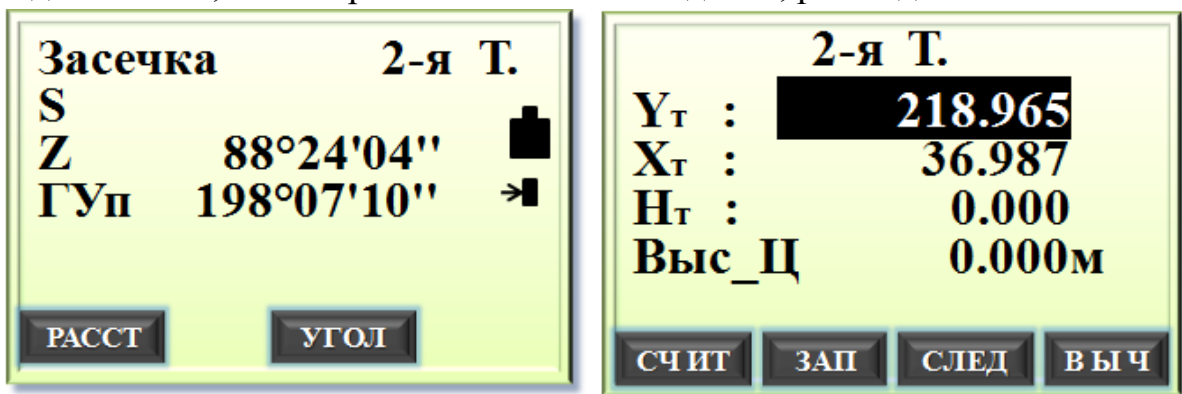 Засечка 2-я Т.
S
Z 88°24'04''
ГУп 198°07'10''
РАССТ УГОЛ
2-я Т.
Yт : 218.965
Xт : 36.987
Hт : 0.000
Выс_Ц 0.000м
СЧИТ ЗАП СЛЕД ВЫЧ